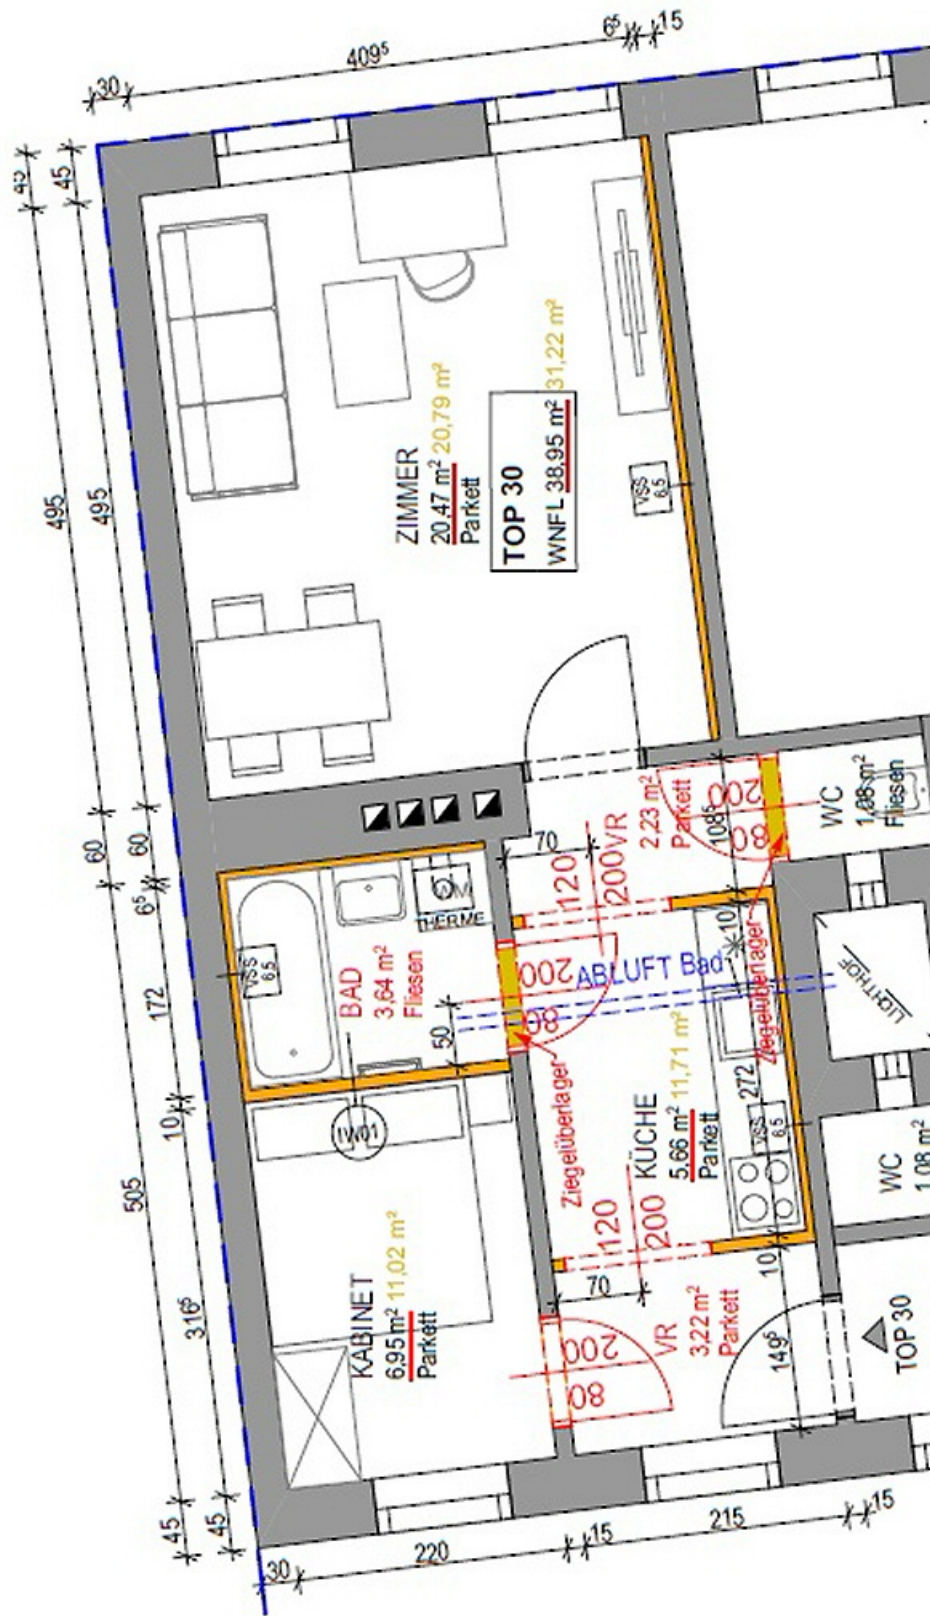 30
409⁵
6⁵
15
45
45
495
495
ZIMMER
20,47 m² 20,79 m²
Parkett
TOP 30
WNFL 38,95 m² 31,22 m²
VSS
6.5
60
60
6⁵
172
10
505
316⁵
45
45
70
120
200
VR
2,23 m²
Parkett
108⁵
200
80
WC
1,08 m²
Fliesen
THERME
VSS
6.5
BAD
3,64 m²
Fliesen
50
200
80
ABLUFT Bad
10
Ziegelüberlager
Ziegelüberlager
LICHTHOF
KÜCHE
5,66 m² 11,71 m²
Parkett
272
VSS
6.5
WC
1,08 m²
KABINET
6,95 m² 11,02 m²
Parkett
120
200
70
10
200
80
VR
3,22 m²
Parkett
149⁵
TOP 30
30
220
15
215
15